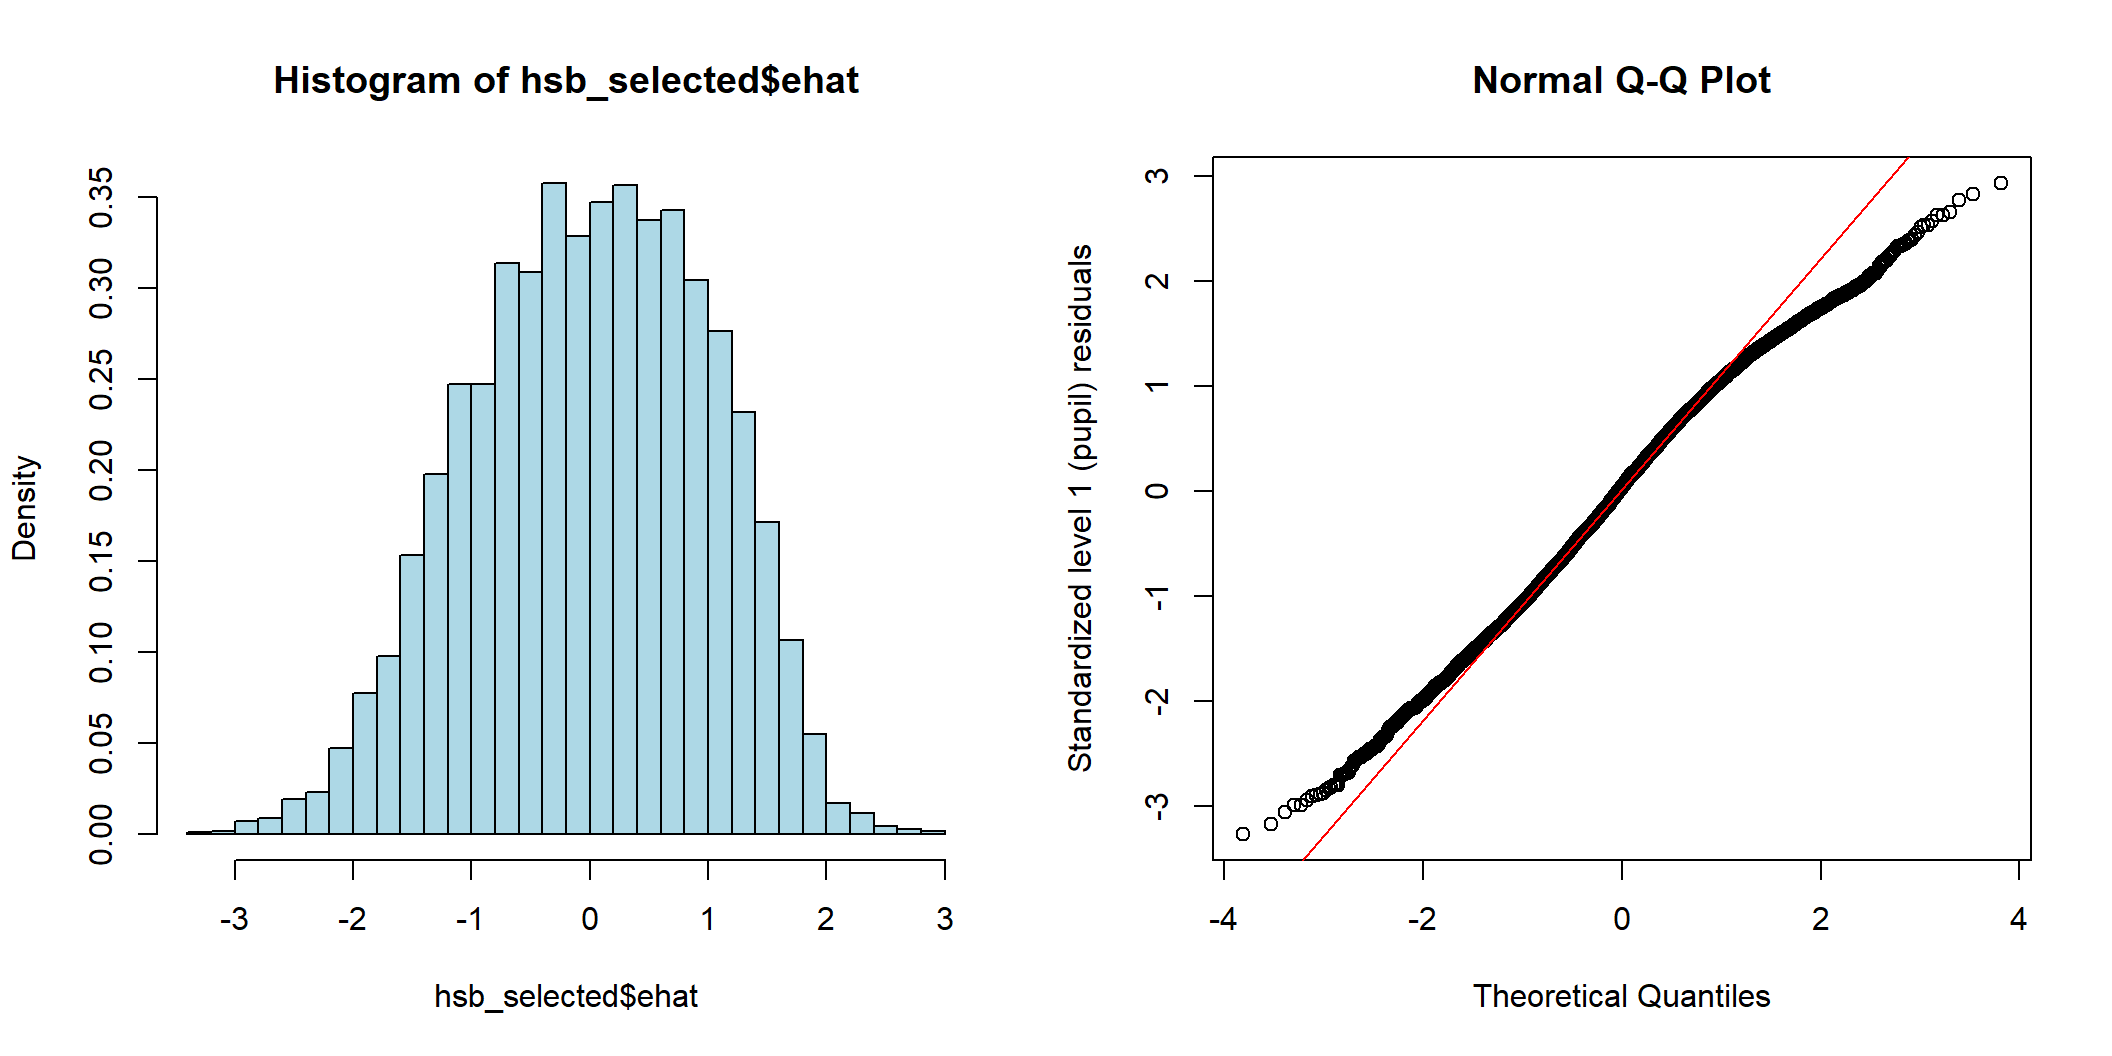 Histogram of hsb_selected$ehat
Density
0.00 0.05 0.10 0.15 0.20 0.25 0.30 0.35
-3 -2 -1 0 1 2 3
hsb_selected$ehat
Normal Q-Q Plot
Standardized level 1 (pupil) residuals
-3 -2 -1 0 1 2 3
-4 -2 0 2 4
Theoretical Quantiles